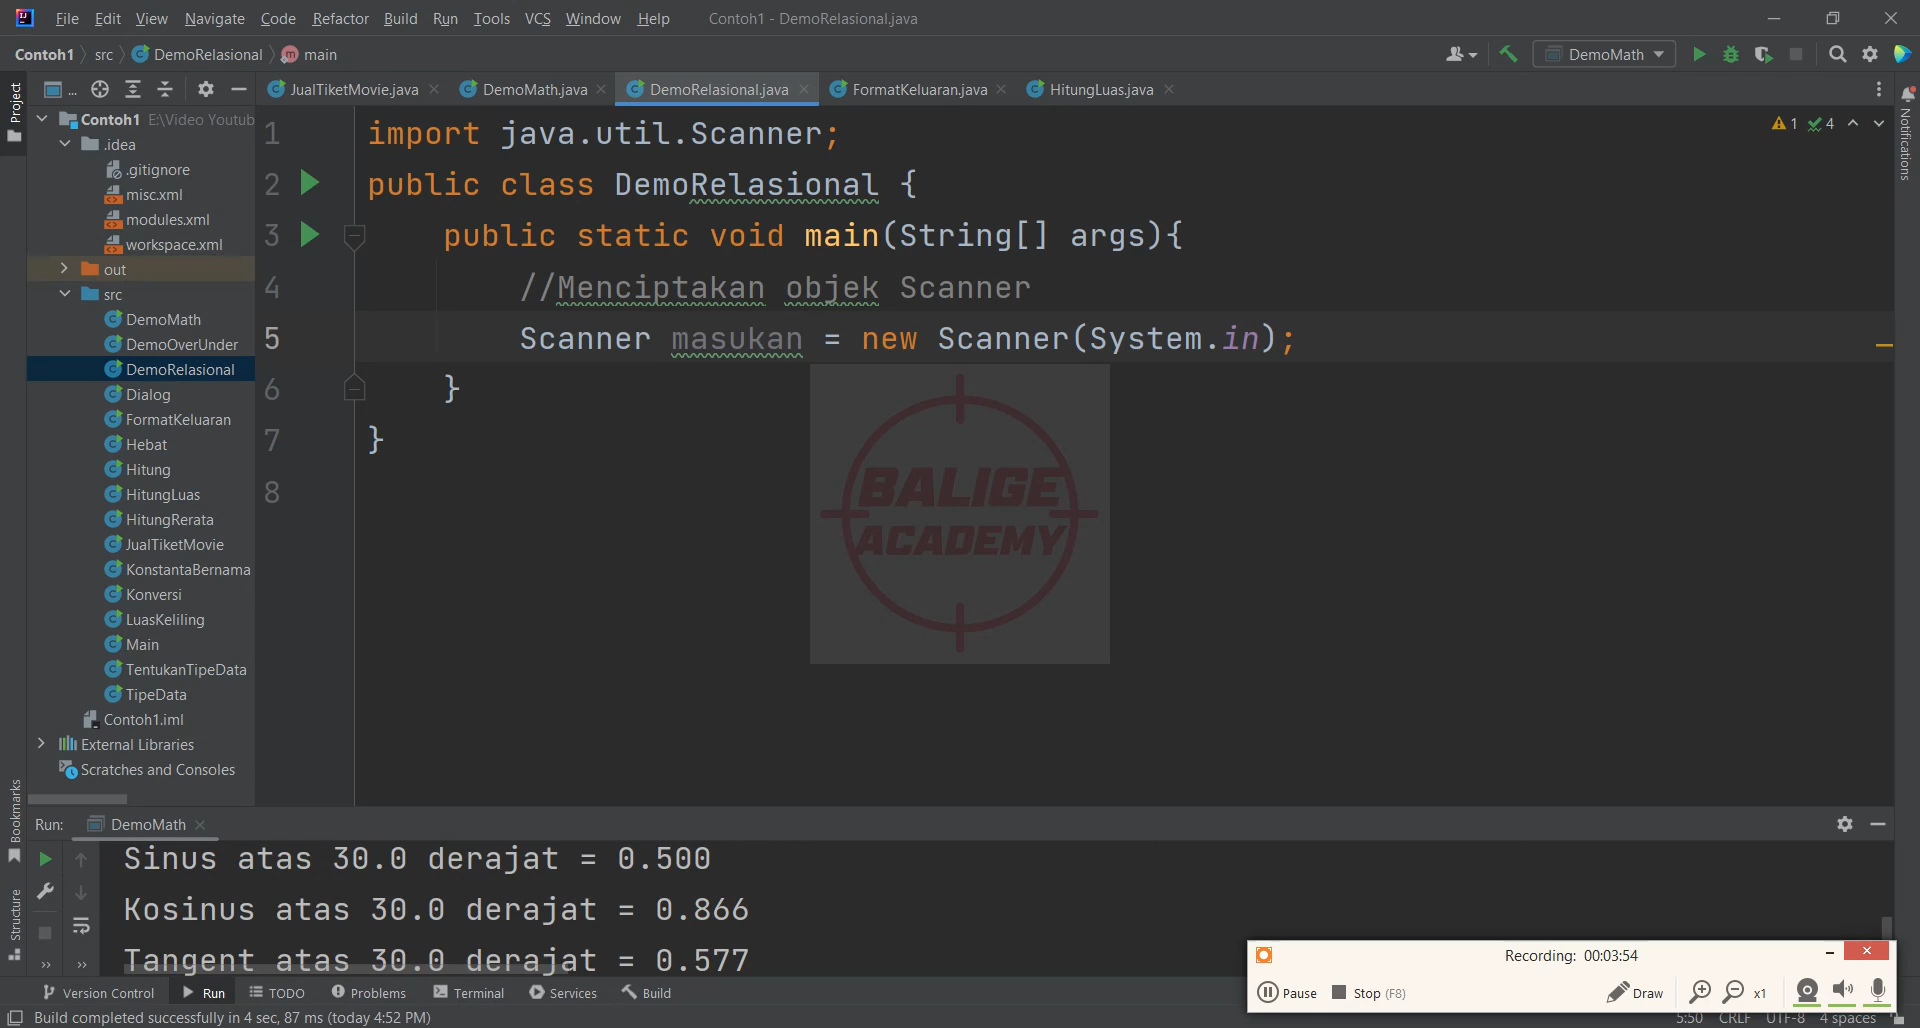 File Edit View Navigate Code Refactor Build Run Tools VCS Window Help Contoh1 - DemoRelasional.java
Contoh1 src DemoRelasional main DemoMath
Project
... JualTiketMovie.java DemoMath.java DemoRelasional.java FormatKeluaran.java HitungLuas.java
Notifications
Contoh1 E:\Video Youtub
.idea
.gitignore
misc.xml
modules.xml
workspace.xml
out
src
DemoMath
DemoOverUnder
DemoRelasional
Dialog
FormatKeluaran
Hebat
Hitung
HitungLuas
HitungRerata
JualTiketMovie
KonstantaBernama
Konversi
LuasKeliling
Main
TentukanTipeData
TipeData
Contoh1.iml
External Libraries
Scratches and Consoles
1 import java.util.Scanner;
1 4
2 public class DemoRelasional {
3 public static void main(String[] args){
4 //Menciptakan objek Scanner
5 Scanner masukan = new Scanner(System.in);
6 }
7 }
8
BALIGE
ACADEMY
Bookmarks
Structure
Run: DemoMath
Sinus atas 30.0 derajat = 0.500
Kosinus atas 30.0 derajat = 0.866
Tangent atas 30.0 derajat = 0.577
Recording: 00:03:54
Pause Stop (F8) Draw x1
Version Control Run TODO Problems Terminal Services Build
Build completed successfully in 4 sec, 87 ms (today 4:52 PM)
5:50 CRLF UTF-8 4 spaces